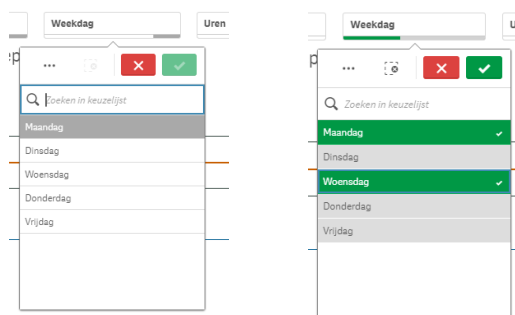 Weekdag
Uren
ep
...
Zoeken in keuzelijst
Maandag
Dinsdag
Woensdag
Donderdag
Vrijdag
Weekdag
U
p
...
Zoeken in keuzelijst
Maandag
Dinsdag
Woensdag
Donderdag
Vrijdag